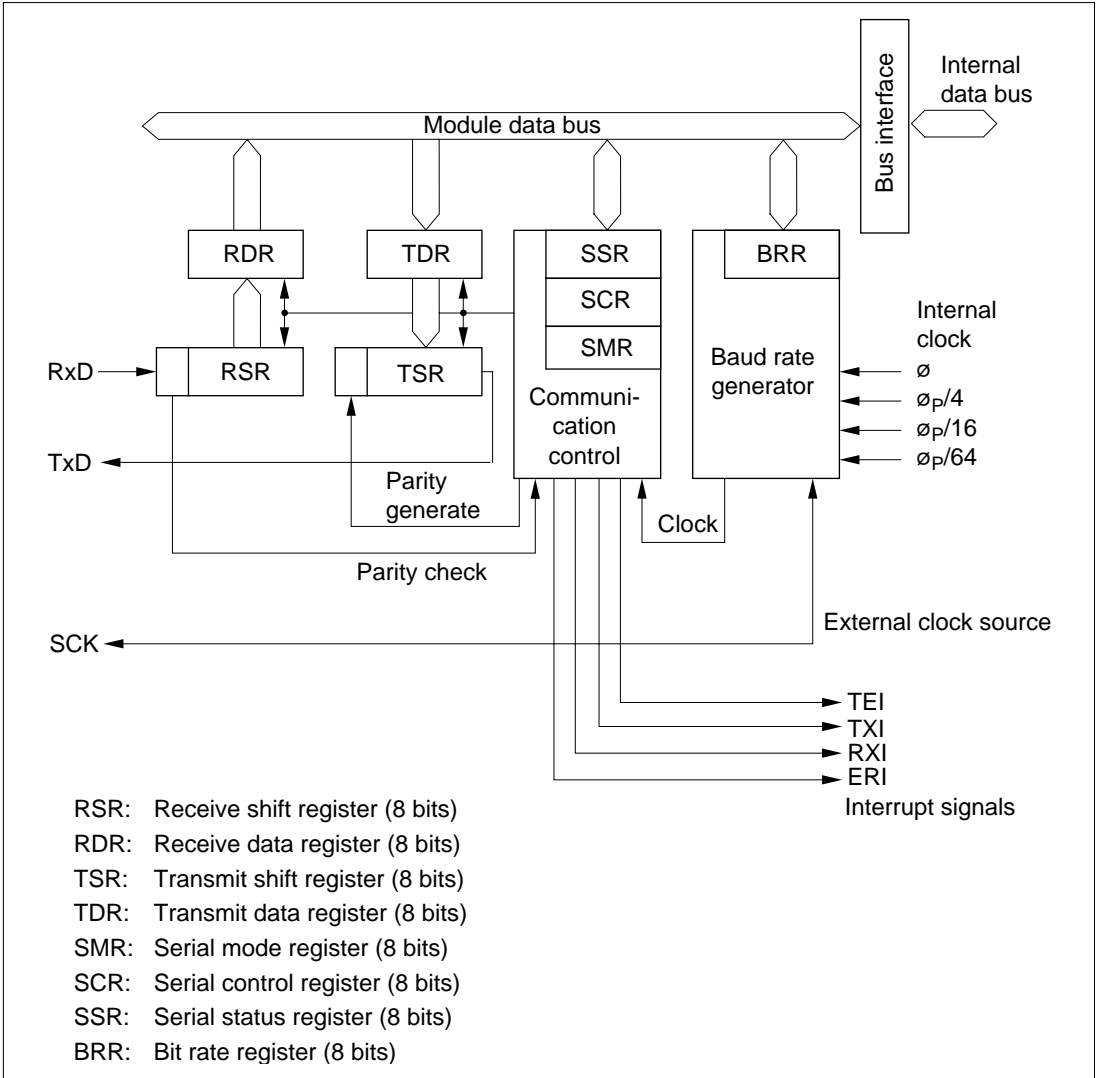 Bus interface
Internal
data bus
Module data bus
RDR
TDR
SSR
BRR
SCR
SMR
Internal
clock
RxD
RSR
TSR
Baud rate
generator
ø
øP/4
øP/16
øP/64
Communi-
cation
control
TxD
Parity
generate
Clock
Parity check
External clock source
SCK
TEI
TXI
RXI
ERI
Interrupt signals
RSR: Receive shift register (8 bits)
RDR: Receive data register (8 bits)
TSR: Transmit shift register (8 bits)
TDR: Transmit data register (8 bits)
SMR: Serial mode register (8 bits)
SCR: Serial control register (8 bits)
SSR: Serial status register (8 bits)
BRR: Bit rate register (8 bits)